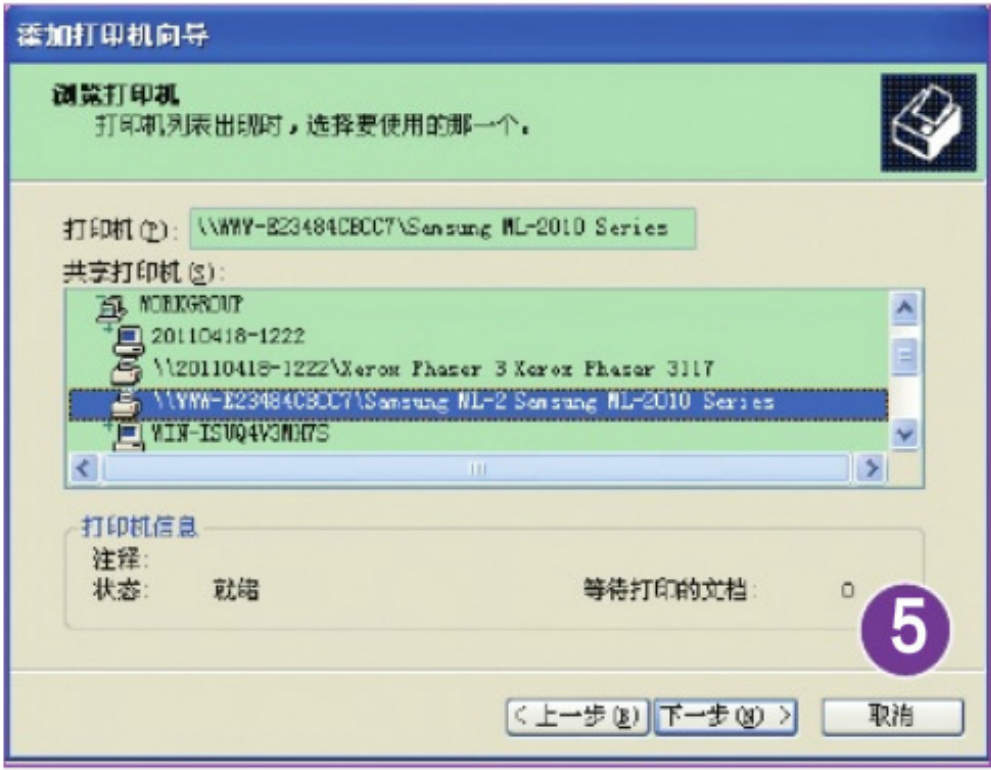 添加打印机向导
浏览打印机
打印机列表出现时，选择要使用的那一个。
打印机(P): \\WWW-E23484CBCC7\Samsung ML-2010 Series
共享打印机(S):
WORKGROUP
20110418-1222
\\20110418-1222\Xerox Phaser 3 Xerox Phaser 3117
\\WWW-E23484CBCC7\Samsung ML-2 Samsung ML-2010 Series
打印机信息
注释:
状态: 就绪 等待打印的文档: 0
5
<上一步(B) 下一步(N)> 取消